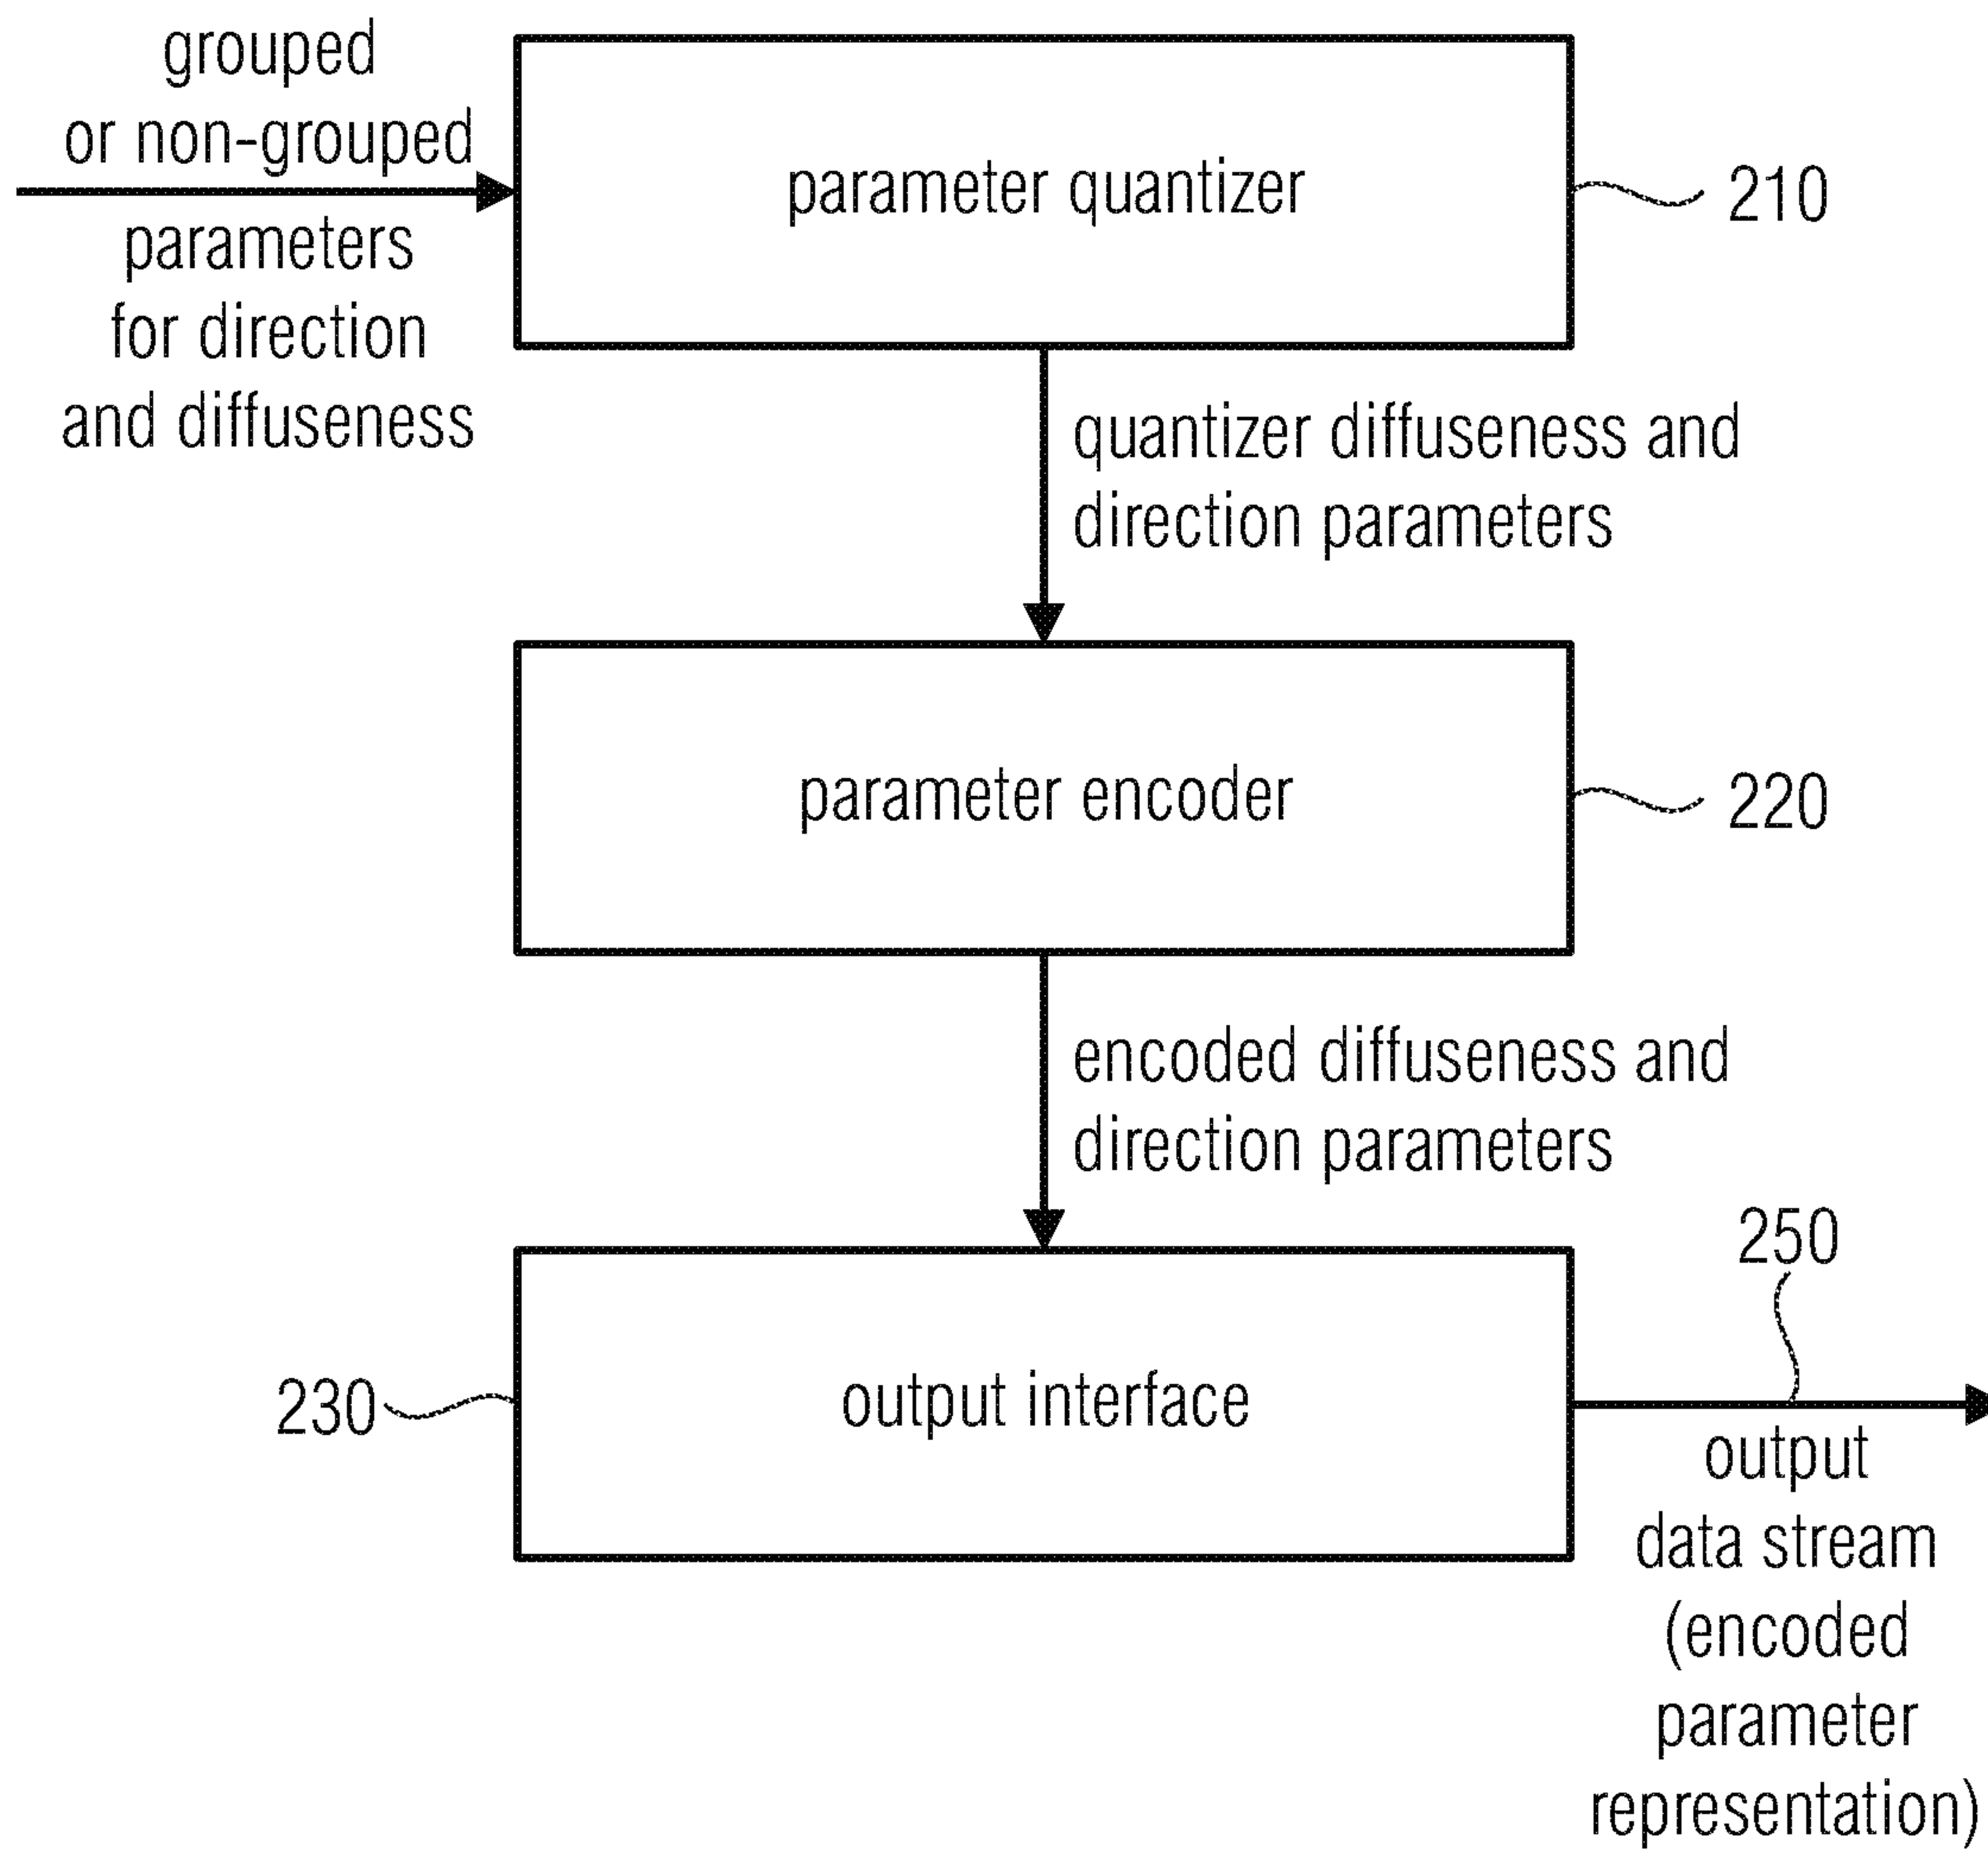 grouped
or non-grouped
parameters
for direction
and diffuseness
parameter quantizer
210
quantizer diffuseness and
direction parameters
parameter encoder
220
encoded diffuseness and
direction parameters
250
230
output interface
output
data stream
(encoded
parameter
representation)